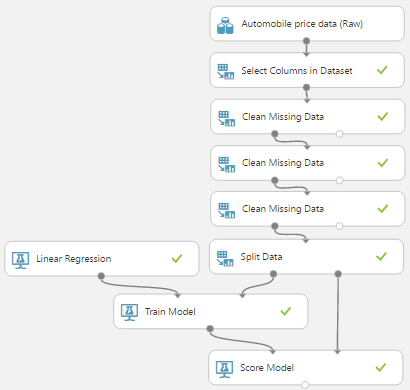 Automobile price data (Raw)
Select Columns in Dataset
Clean Missing Data
Clean Missing Data
Clean Missing Data
Linear Regression
Split Data
Train Model
Score Model